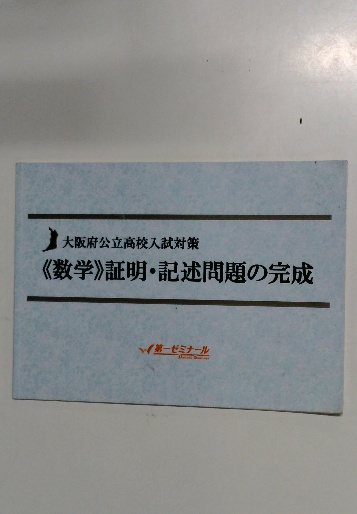 大阪府公立高校入試対策
《数学》証明・記述問題の完成
第一ゼミナール